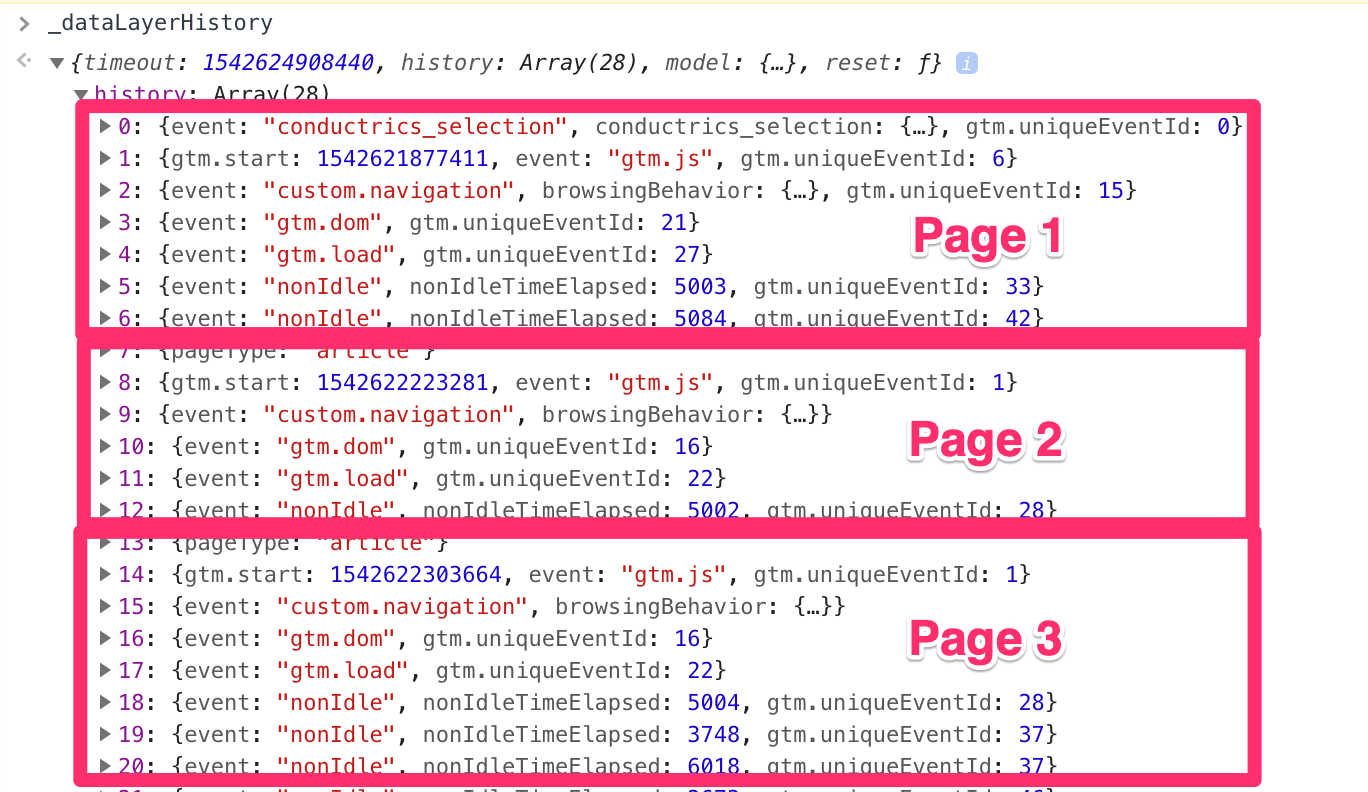 _dataLayerHistory
{timeout: 1542624908440, history: Array(28), model: {…}, reset: ƒ} i
history: Array(28)
0: {event: "conductrics_selection", conductrics_selection: {…}, gtm.uniqueEventId: 0}
1: {gtm.start: 1542621877411, event: "gtm.js", gtm.uniqueEventId: 6}
2: {event: "custom.navigation", browsingBehavior: {…}, gtm.uniqueEventId: 15}
3: {event: "gtm.dom", gtm.uniqueEventId: 21}
Page 1
4: {event: "gtm.load", gtm.uniqueEventId: 27}
5: {event: "nonIdle", nonIdleTimeElapsed: 5003, gtm.uniqueEventId: 33}
6: {event: "nonIdle", nonIdleTimeElapsed: 5084, gtm.uniqueEventId: 42}
7: {pageType: "article"}
8: {gtm.start: 1542622223281, event: "gtm.js", gtm.uniqueEventId: 1}
9: {event: "custom.navigation", browsingBehavior: {…}}
10: {event: "gtm.dom", gtm.uniqueEventId: 16}
Page 2
11: {event: "gtm.load", gtm.uniqueEventId: 22}
12: {event: "nonIdle", nonIdleTimeElapsed: 5002, gtm.uniqueEventId: 28}
13: {pageType: "article"}
14: {gtm.start: 1542622303664, event: "gtm.js", gtm.uniqueEventId: 1}
15: {event: "custom.navigation", browsingBehavior: {…}}
16: {event: "gtm.dom", gtm.uniqueEventId: 16}
Page 3
17: {event: "gtm.load", gtm.uniqueEventId: 22}
18: {event: "nonIdle", nonIdleTimeElapsed: 5004, gtm.uniqueEventId: 28}
19: {event: "nonIdle", nonIdleTimeElapsed: 3748, gtm.uniqueEventId: 37}
20: {event: "nonIdle", nonIdleTimeElapsed: 6018, gtm.uniqueEventId: 37}